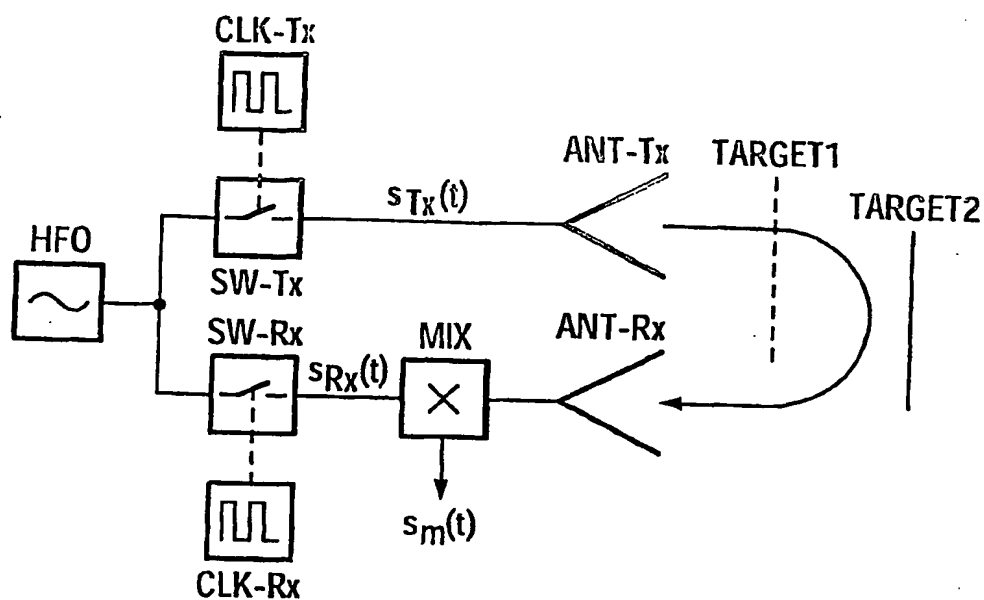 CLK-Tx
ANT-Tx
TARGET1
sTx(t)
TARGET2
HFO
SW-Tx
SW-Rx
MIX
ANT-Rx
sRx(t)
sm(t)
CLK-Rx